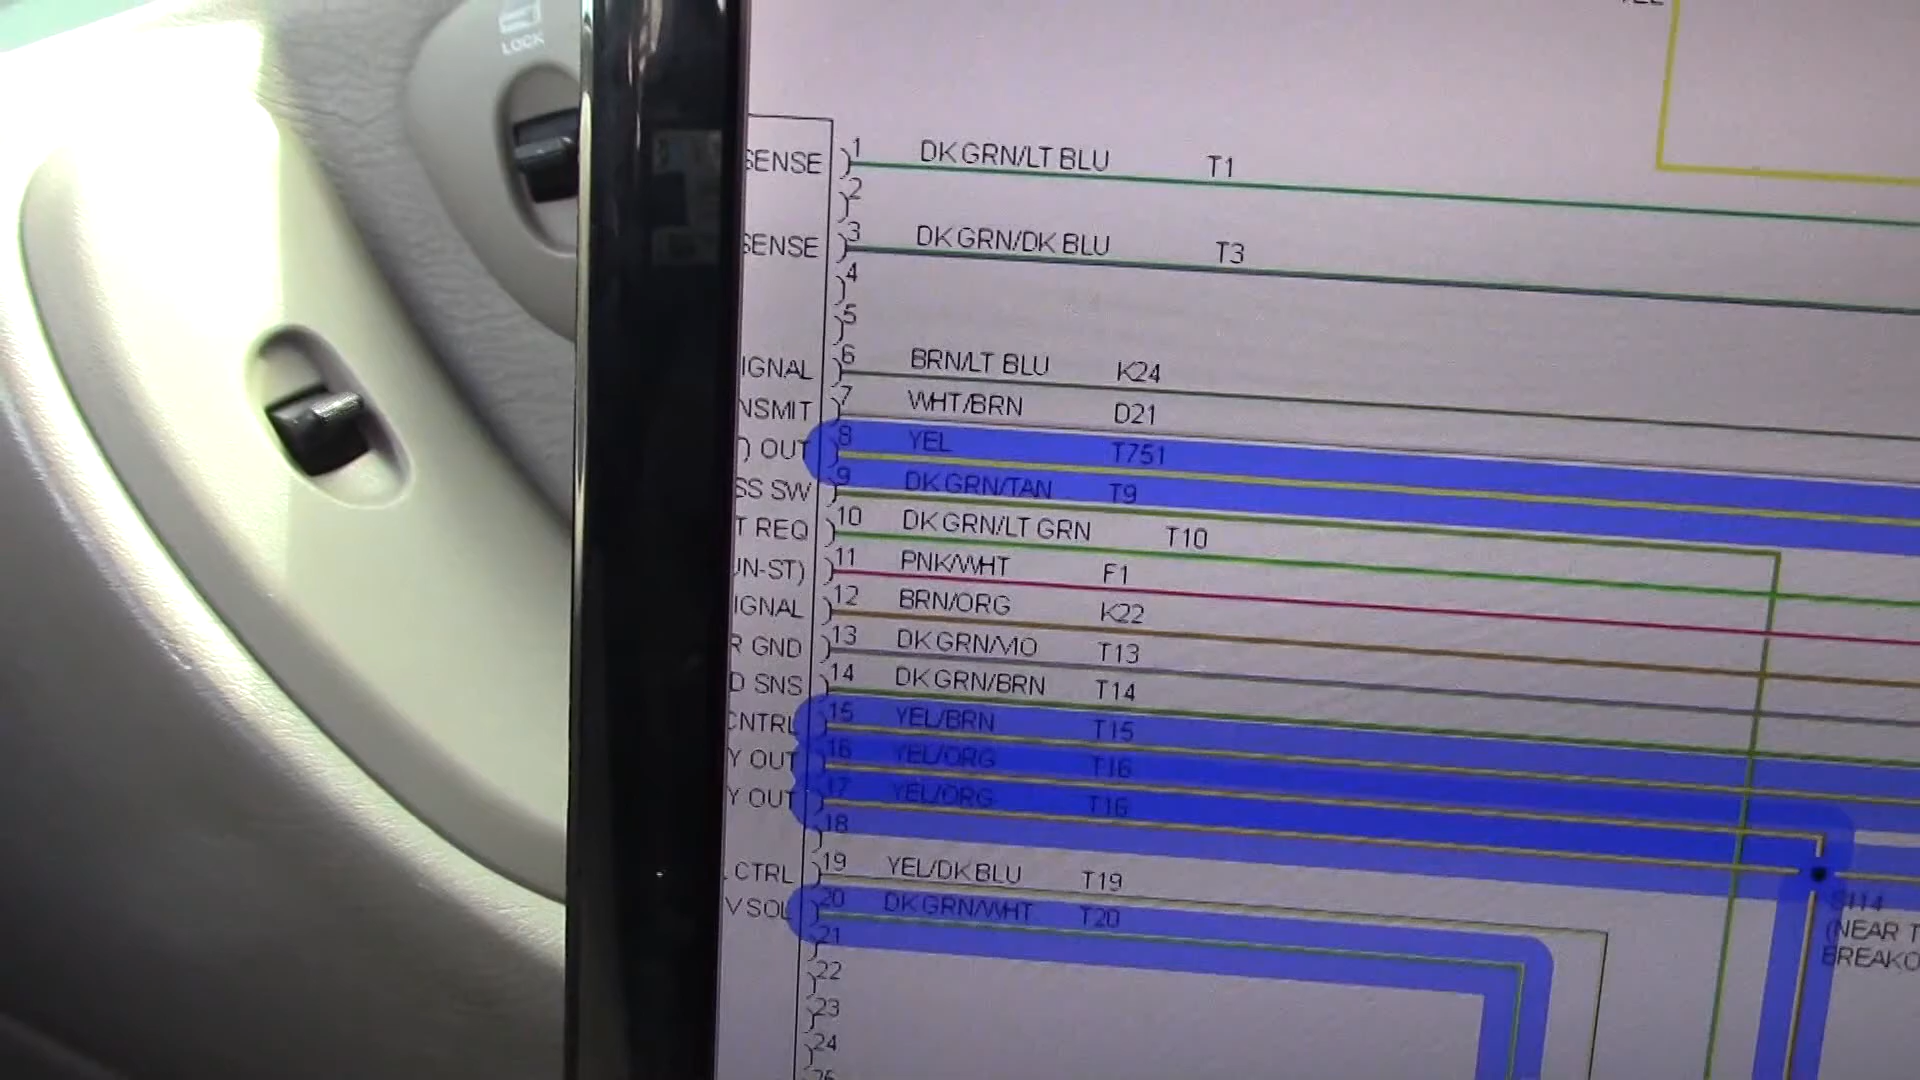 LOCK
SENSE 1 DK GRN/LT BLU T1
2
SENSE 3 DK GRN/DK BLU T3
4
5
IGNAL 6 BRN/LT BLU K24
NSMIT 7 WHT/BRN D21
) OUT 8 YEL T751
SS SW 9 DK GRN/TAN T9
T REQ 10 DK GRN/LT GRN T10
UN-ST) 11 PNK/WHT F1
IGNAL 12 BRN/ORG K22
R GND 13 DK GRN/VIO T13
D SNS 14 DK GRN/BRN T14
CNTRL 15 YEL/BRN T15
Y OUT 16 YEL/ORG T16
Y OUT 17 YEL/ORG T16
18
CTRL 19 YEL/DK BLU T19
V SOL 20 DK GRN/WHT T20
21
22
23
24
S114
(NEAR T
BREAKO